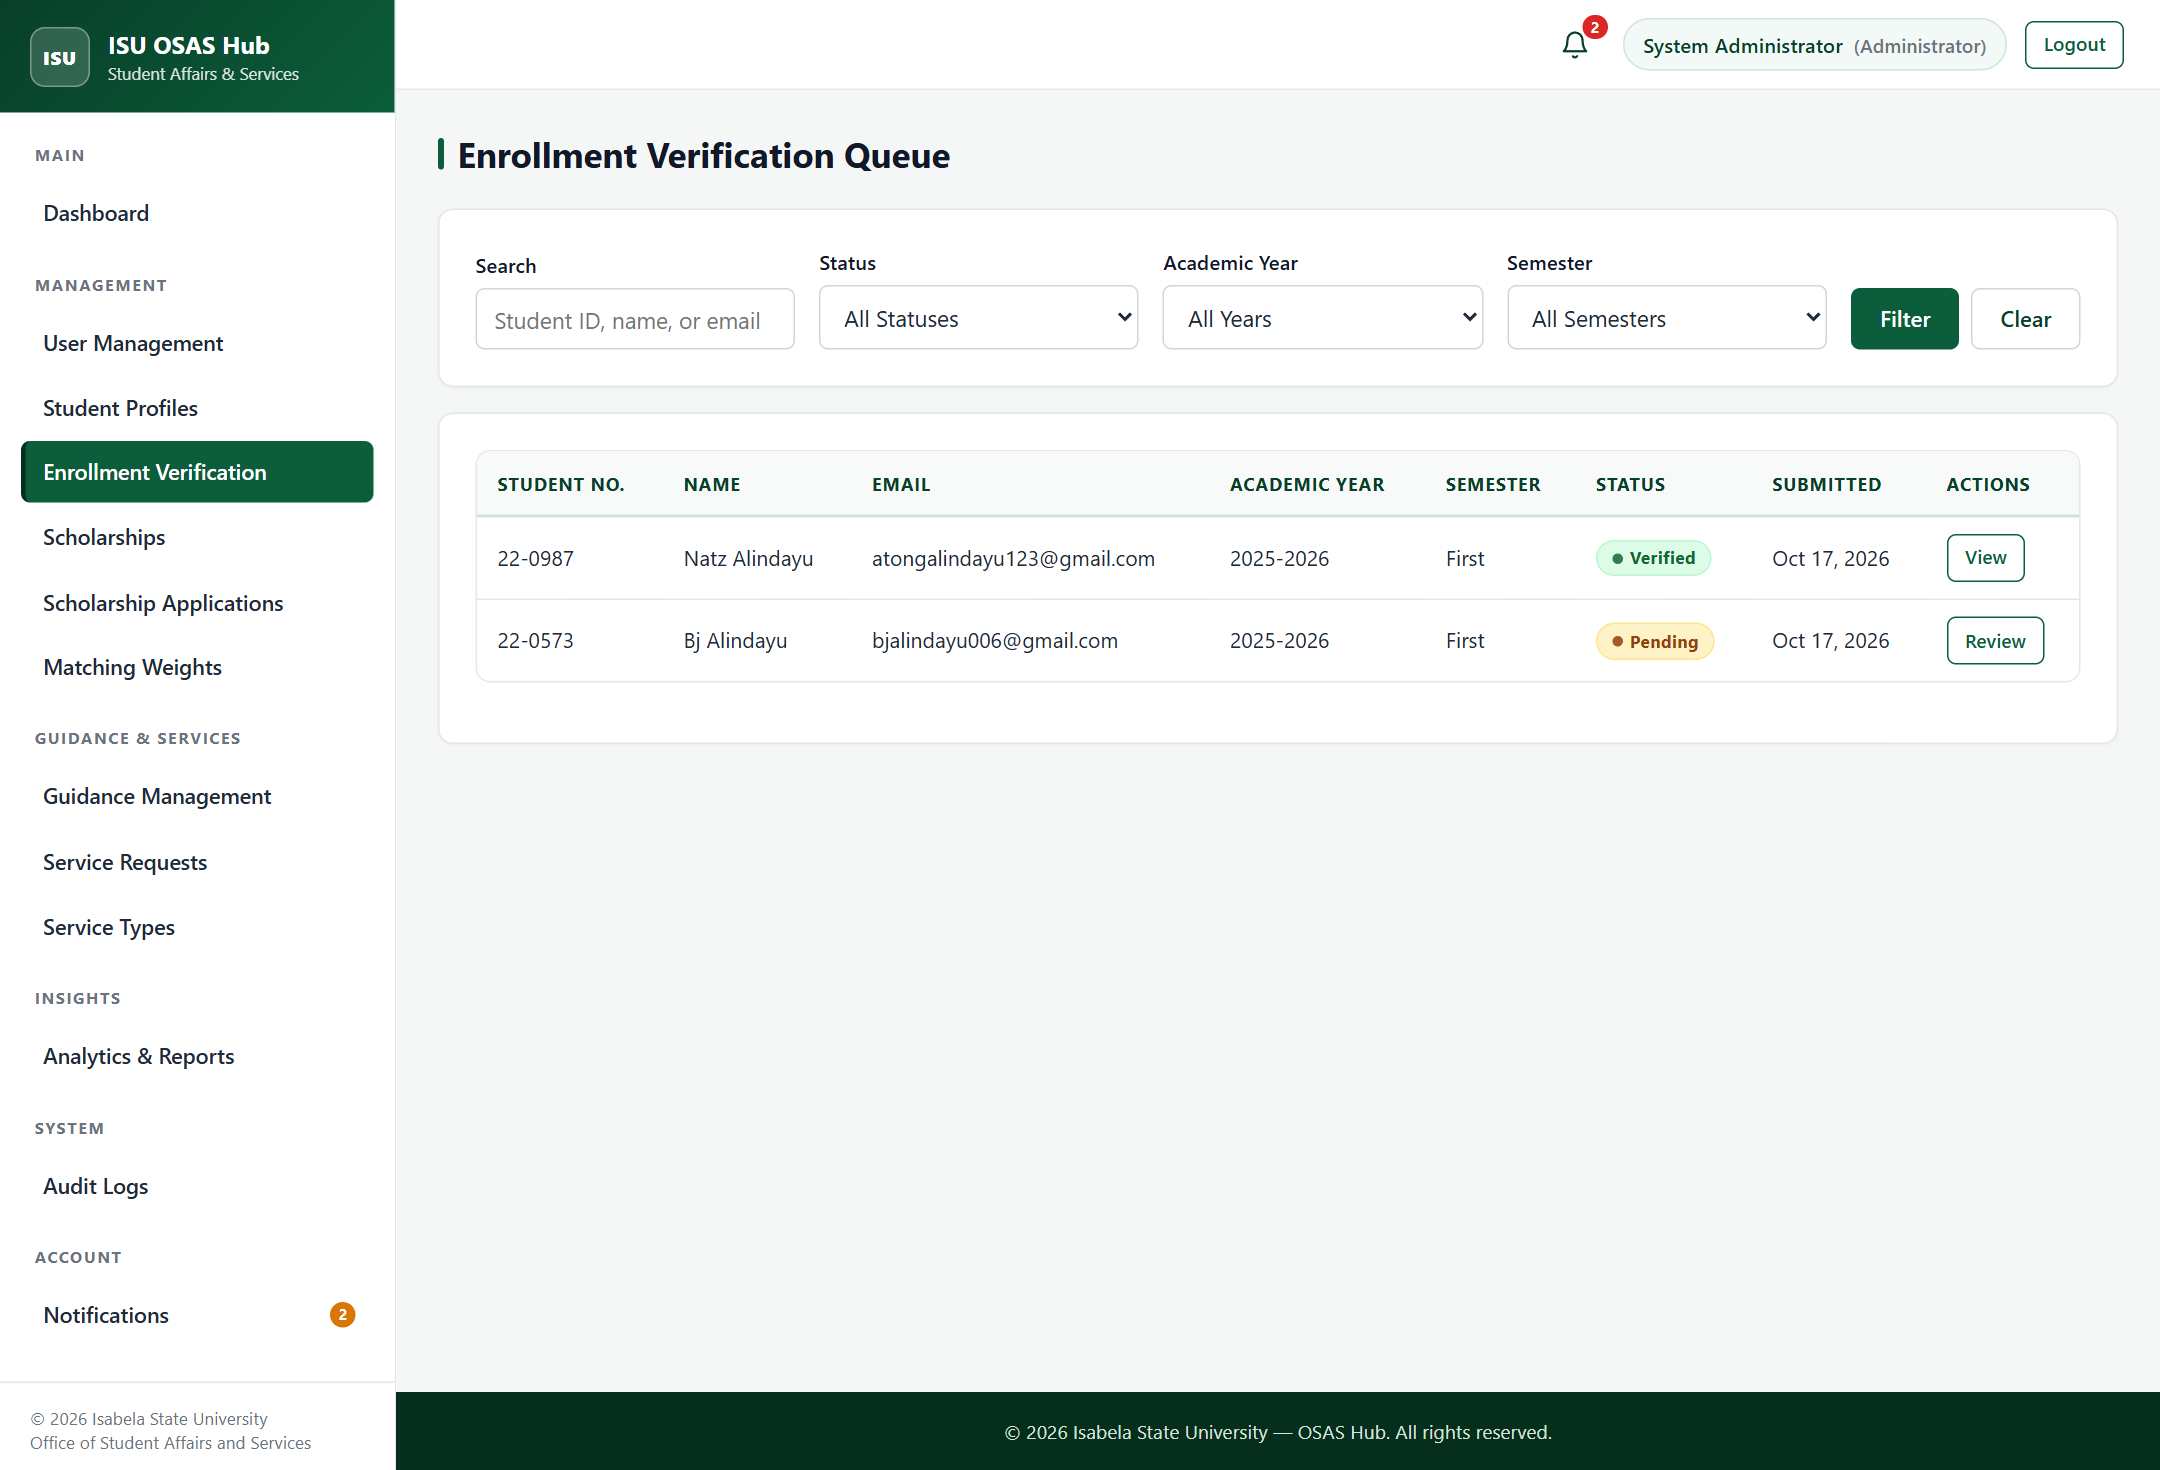 ISU
ISU OSAS Hub
Student Affairs & Services
2
System Administrator (Administrator)
Logout
MAIN
Dashboard
MANAGEMENT
User Management
Student Profiles
Enrollment Verification
Scholarships
Scholarship Applications
Matching Weights
GUIDANCE & SERVICES
Guidance Management
Service Requests
Service Types
INSIGHTS
Analytics & Reports
SYSTEM
Audit Logs
ACCOUNT
Notifications 2
© 2026 Isabela State University
Office of Student Affairs and Services
Enrollment Verification Queue
Search Status Academic Year Semester
Student ID, name, or email All Statuses All Years All Semesters Filter Clear
STUDENT NO. NAME EMAIL ACADEMIC YEAR SEMESTER STATUS SUBMITTED ACTIONS
22-0987 Natz Alindayu atongalindayu123@gmail.com 2025-2026 First Verified Oct 17, 2026 View
22-0573 Bj Alindayu bjalindayu006@gmail.com 2025-2026 First Pending Oct 17, 2026 Review
© 2026 Isabela State University — OSAS Hub. All rights reserved.